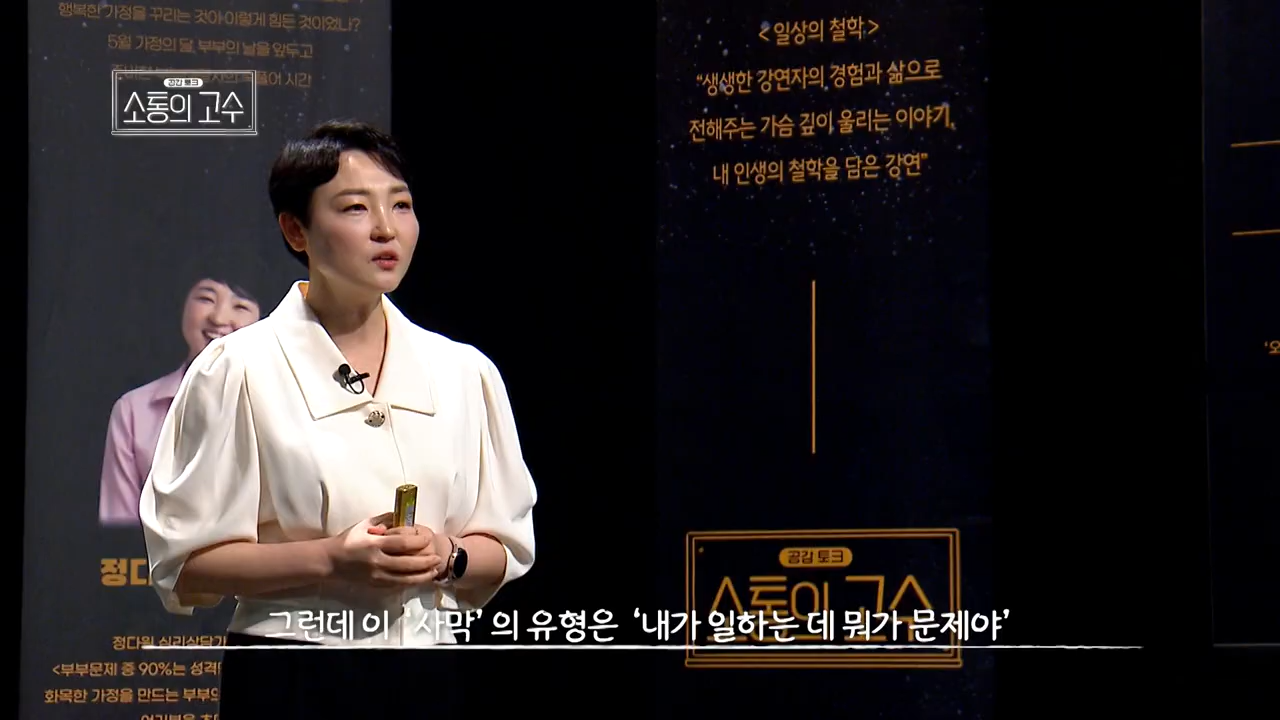 행복한 가정을 꾸리는 것아 이렇게 힘든 것이었나?
5월 가정의 달, 부부의 날을 앞두고
시간
공감 토크
소통의 고수
<일상의 철학>
“생생한 강연자의 경험과 삶으로
전해주는 가슴 깊이 울리는 이야기,
내 인생의 철학을 담은 강연”
정다
정다원 심리상담가
<부부문제 중 90%는 성격
화목한 가정을 만드는 부부의
공감 토크
소통의 고수
그런데 이 ‘사막’의 유형은 ‘내가 일하는 데 뭐가 문제야’